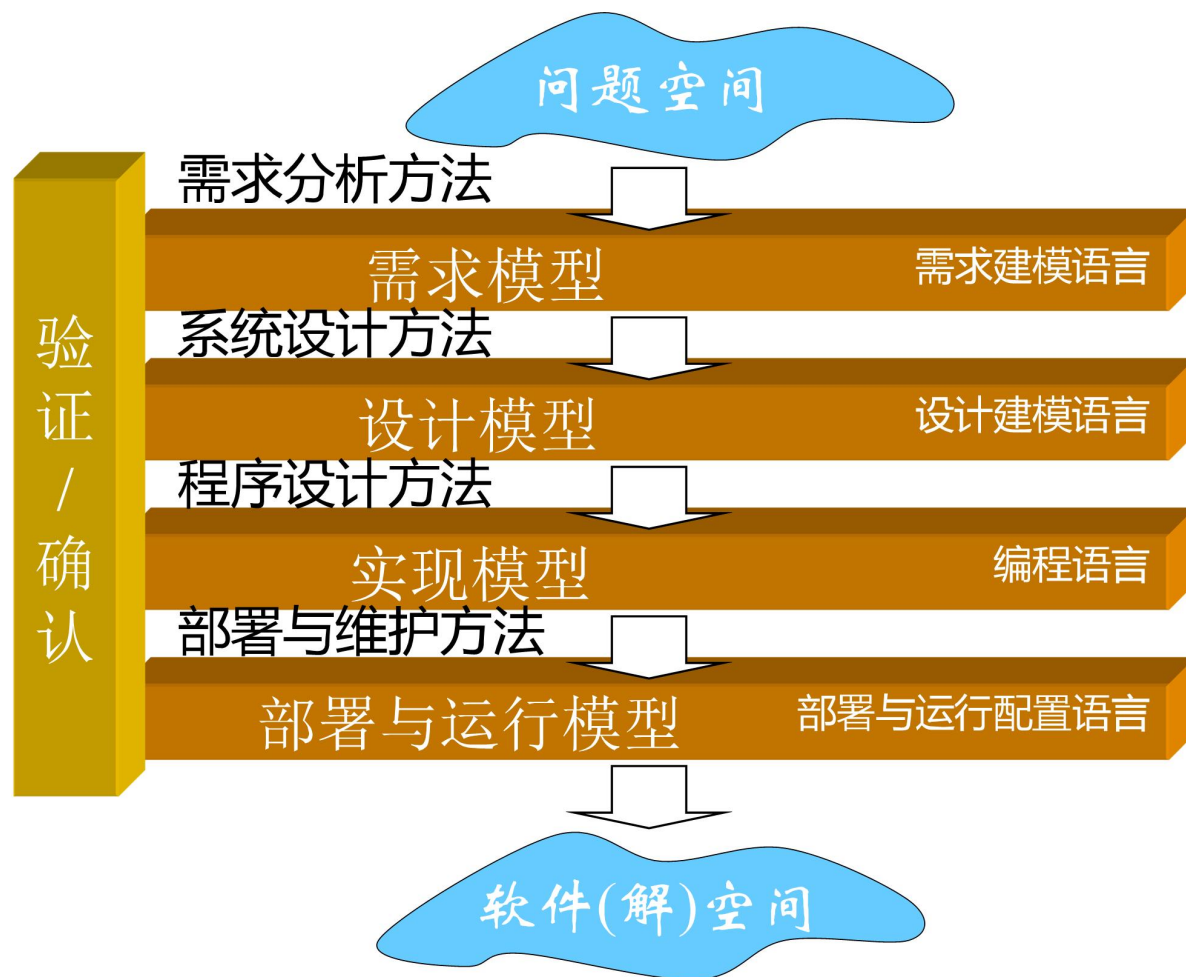 问题空间
需求分析方法
需求模型
需求建模语言
系统设计方法
设计模型
设计建模语言
程序设计方法
实现模型
编程语言
部署与维护方法
部署与运行模型
部署与运行配置语言
验证/确认
软件(解)空间